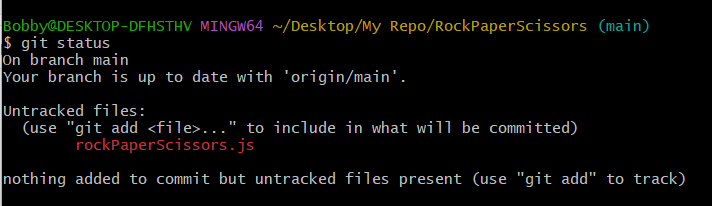 Bobby@DESKTOP-DFHSTHV MINGW64 ~/Desktop/My Repo/RockPaperScissors (main)
$ git status
On branch main
Your branch is up to date with 'origin/main'.
Untracked files:
(use "git add <file>..." to include in what will be committed)
rockPaperScissors.js
nothing added to commit but untracked files present (use "git add" to track)